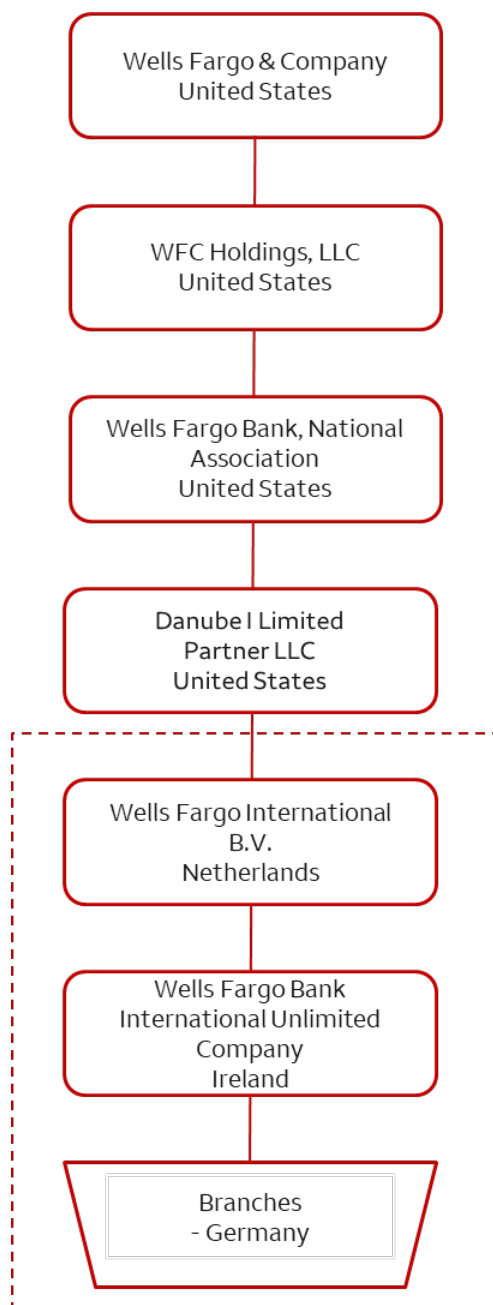 Wells Fargo & Company
United States
WFC Holdings, LLC
United States
Wells Fargo Bank, National
Association
United States
Danube I Limited
Partner LLC
United States
Wells Fargo International
B.V.
Netherlands
Wells Fargo Bank
International Unlimited
Company
Ireland
Branches
- Germany